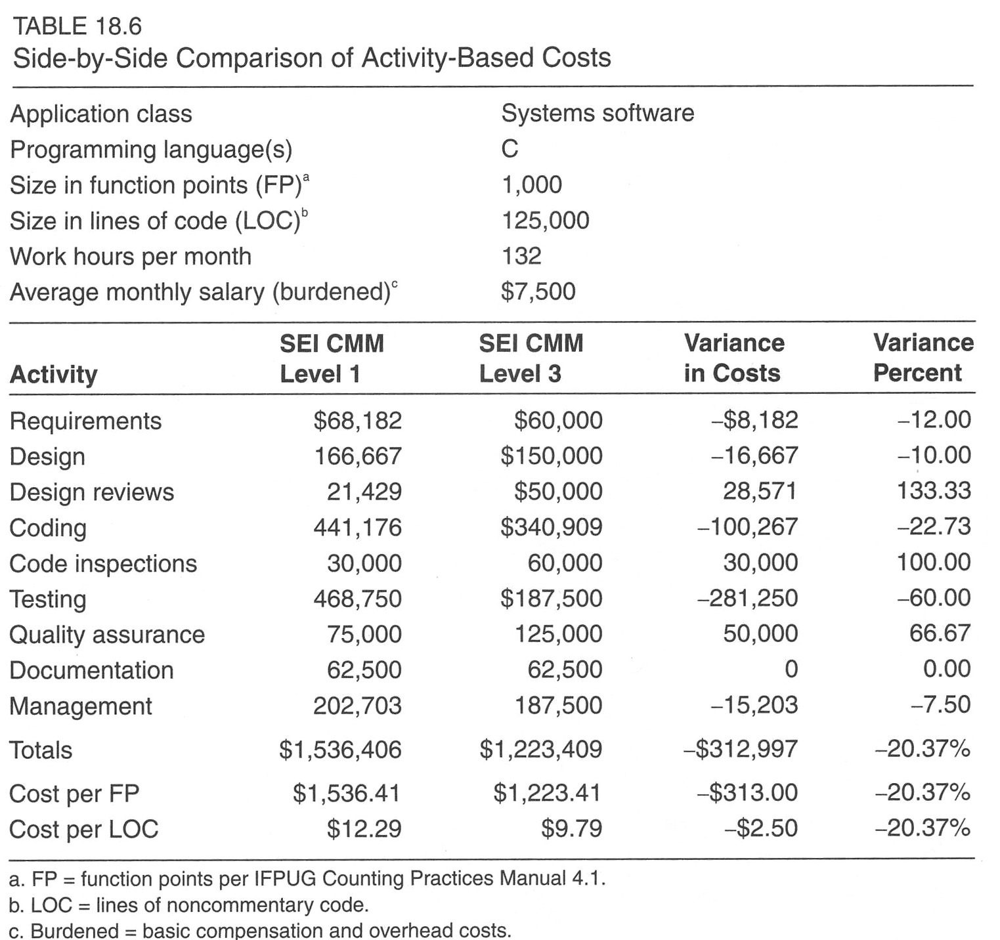 TABLE 18.6
Side-by-Side Comparison of Activity-Based Costs
Application class Systems software
Programming language(s) C
Size in function points (FP)ᵃ 1,000
Size in lines of code (LOC)ᵇ 125,000
Work hours per month 132
Average monthly salary (burdened)ᶜ $7,500
SEI CMM SEI CMM Variance Variance
Activity Level 1 Level 3 in Costs Percent
Requirements $68,182 $60,000 –$8,182 –12.00
Design 166,667 $150,000 –16,667 –10.00
Design reviews 21,429 $50,000 28,571 133.33
Coding 441,176 $340,909 –100,267 –22.73
Code inspections 30,000 60,000 30,000 100.00
Testing 468,750 $187,500 –281,250 –60.00
Quality assurance 75,000 125,000 50,000 66.67
Documentation 62,500 62,500 0 0.00
Management 202,703 187,500 –15,203 –7.50
Totals $1,536,406 $1,223,409 –$312,997 –20.37%
Cost per FP $1,536.41 $1,223.41 –$313.00 –20.37%
Cost per LOC $12.29 $9.79 –$2.50 –20.37%
a. FP = function points per IFPUG Counting Practices Manual 4.1.
b. LOC = lines of noncommentary code.
c. Burdened = basic compensation and overhead costs.